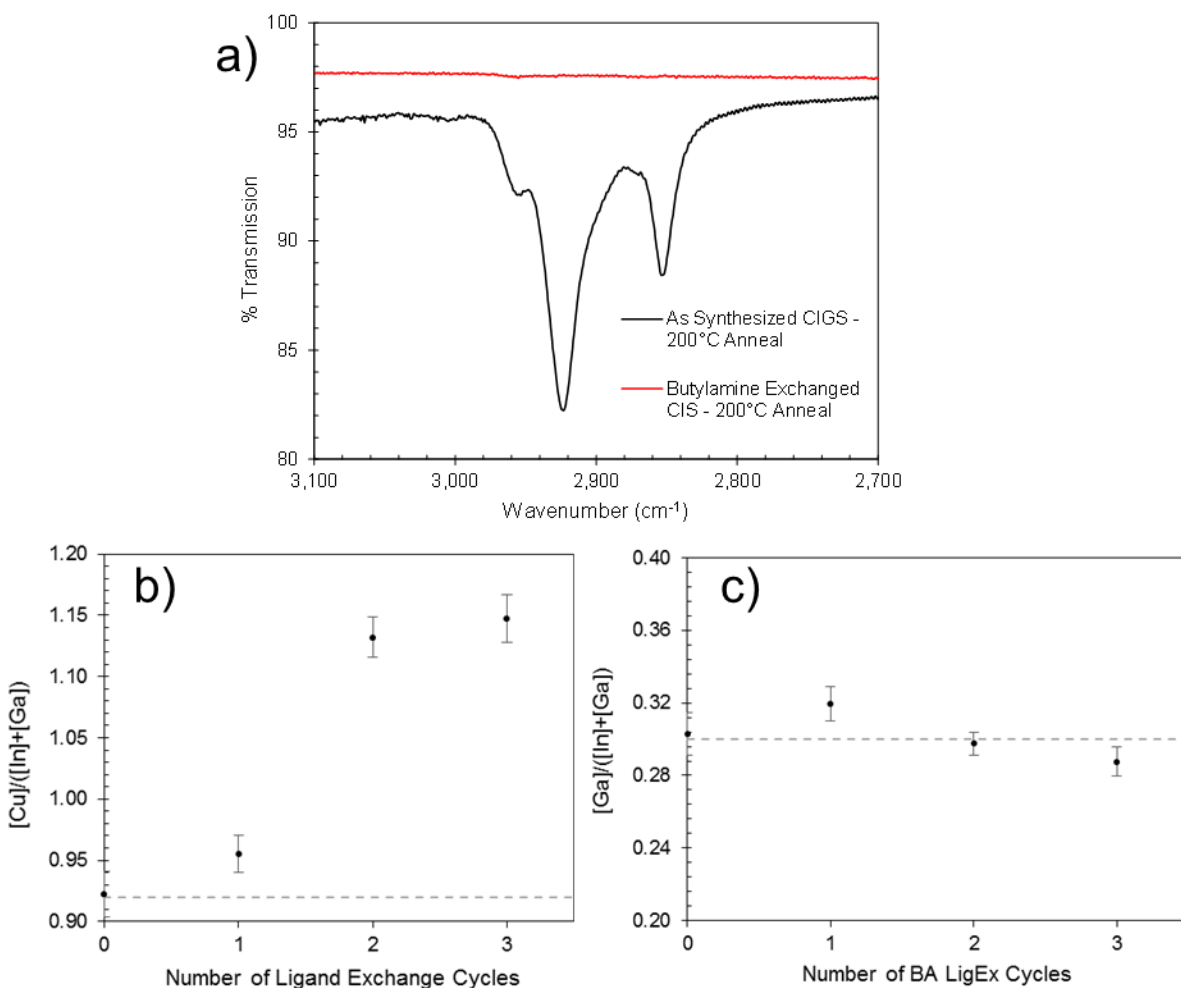 a)
100
95
90
85
80
% Transmission
As Synthesized CIGS -
200°C Anneal
Butylamine Exchanged
CIS - 200°C Anneal
3,100
3,000
2,900
2,800
2,700
Wavenumber (cm⁻¹)
b)
1.20
1.15
1.10
1.05
1.00
0.95
0.90
[Cu]/([In]+[Ga])
0
1
2
3
Number of Ligand Exchange Cycles
c)
0.40
0.36
0.32
0.28
0.24
0.20
[Ga]/([In]+[Ga])
0
1
2
3
Number of BA LigEx Cycles